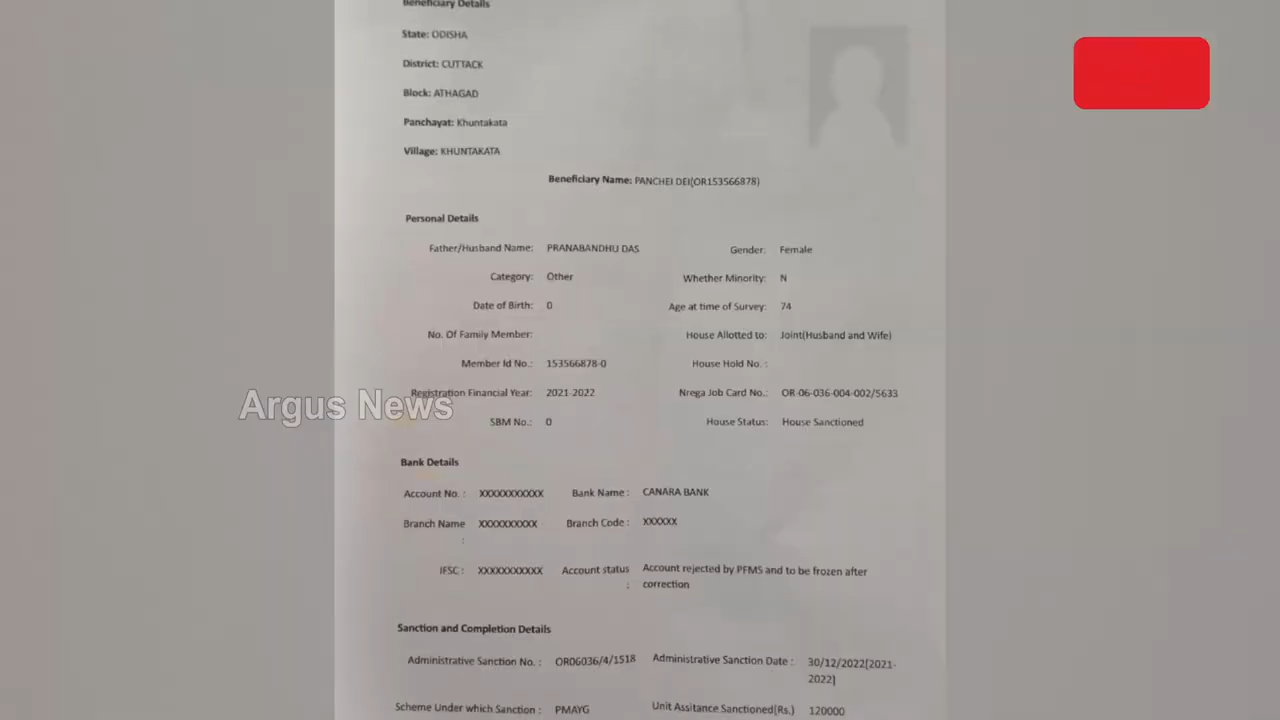 Beneficiary Details
State: ODISHA
District: CUTTACK
Block: ATHAGAD
Panchayat: Khuntakata
Village: KHUNTAKATA
Beneficiary Name: PANCHEI DEI(OR153566878)
Personal Details
Father/Husband Name: PRANABANDHU DAS Gender: Female
Category: Other Whether Minority: N
Date of Birth: 0 Age at time of Survey: 74
No. Of Family Member: House Allotted to: Joint(Husband and Wife)
Member Id No.: 153566878-0 House Hold No. :
Registration Financial Year: 2021-2022 Nrega Job Card No.: OR-06-036-004-002/5633
Argus News
SBM No.: 0 House Status: House Sanctioned
Bank Details
Account No. : XXXXXXXXXXX Bank Name : CANARA BANK
Branch Name : XXXXXXXXXX Branch Code : XXXXXX
IFSC : XXXXXXXXXXX Account status : Account rejected by PFMS and to be frozen after
correction
Sanction and Completion Details
Administrative Sanction No. : OR06036/4/1518 Administrative Sanction Date : 30/12/2022[2021-
2022]
Scheme Under which Sanction : PMAYG Unit Assitance Sanctioned(Rs.) 120000